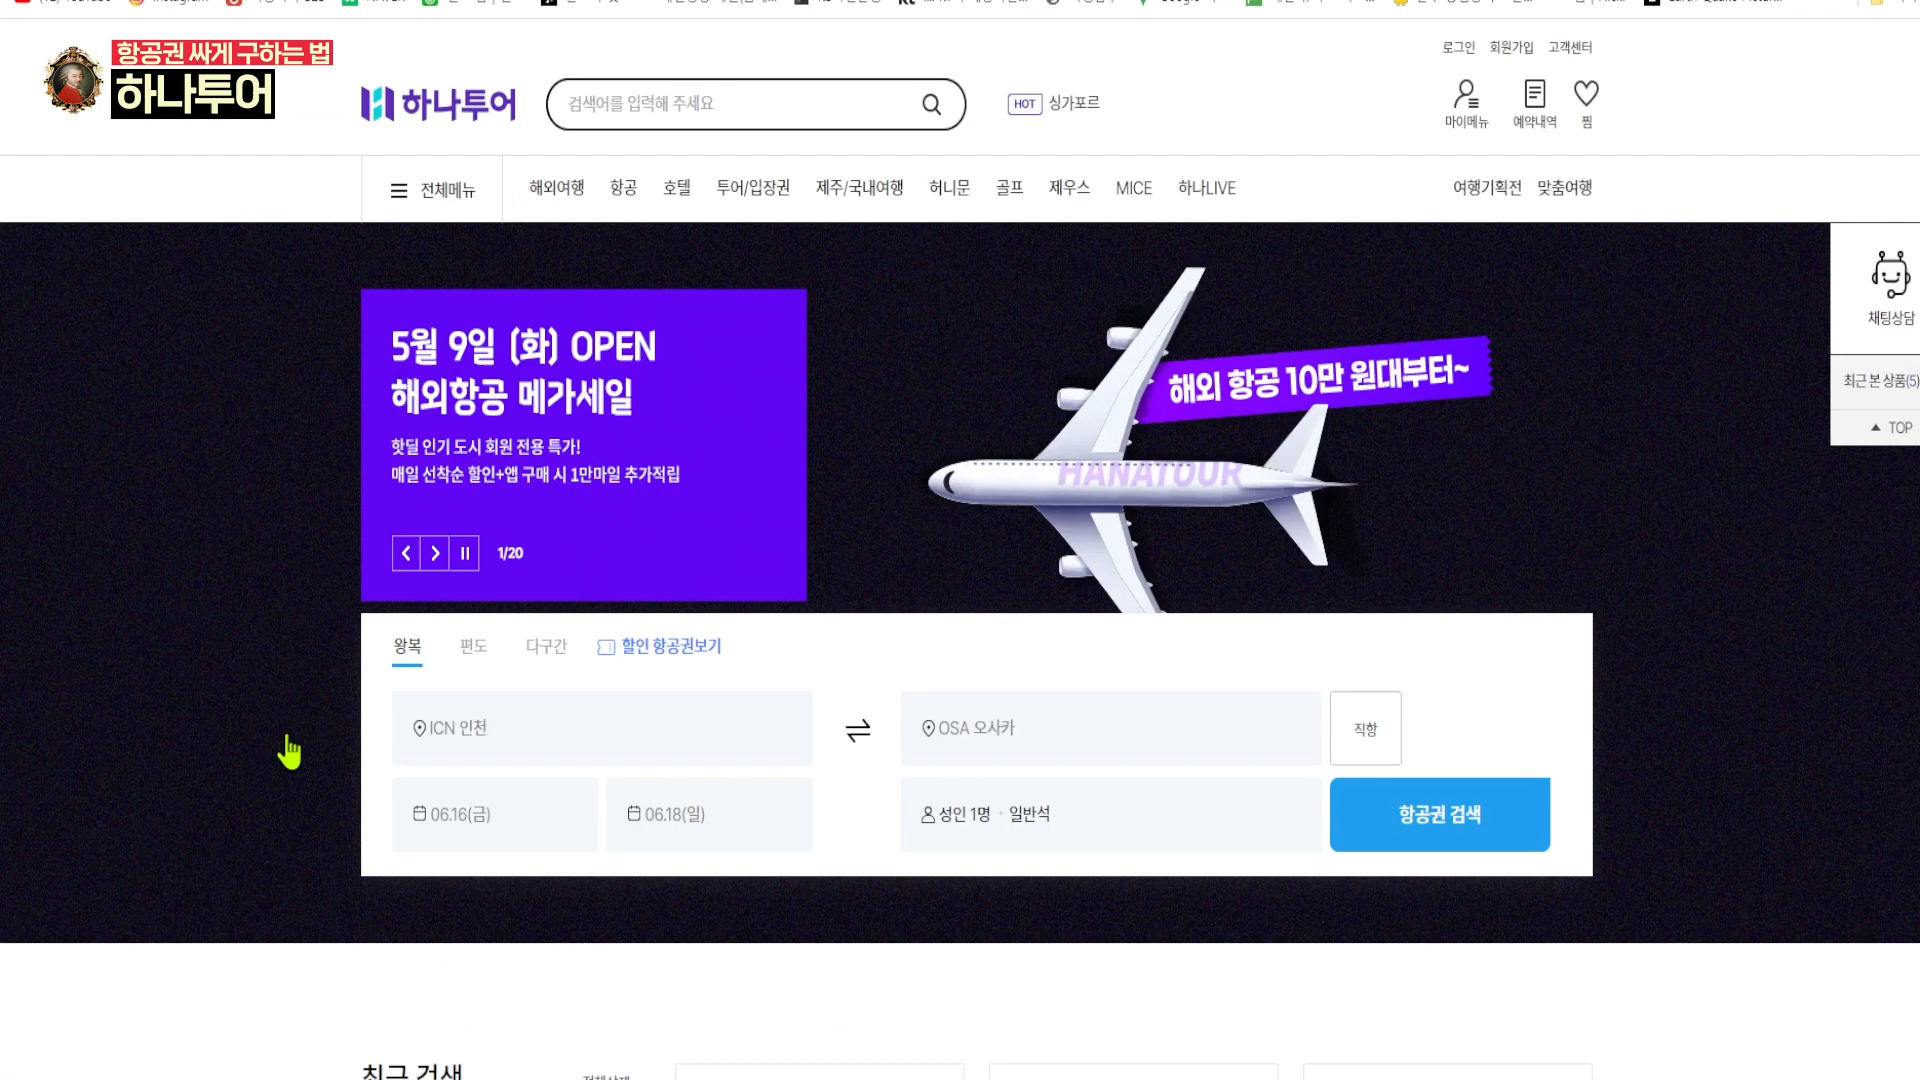 항공권 싸게 구하는 법
하나투어
하나투어
검색어를 입력해 주세요
HOT 싱가포르
로그인 회원가입 고객센터
마이메뉴 예약내역 찜
전체메뉴 해외여행 항공 호텔 투어/입장권 제주/국내여행 허니문 골프 제우스 MICE 하나LIVE 여행기획전 맞춤여행
5월 9일 (화) OPEN
해외항공 메가세일
핫딜 인기 도시 회원 전용 특가!
매일 선착순 할인+앱 구매 시 1만마일 추가적립
1/20
해외 항공 10만 원대부터~
HANATOUR
채팅상담
최근 본 상품(5)
TOP
왕복 편도 다구간 할인 항공권보기
ICN 인천
OSA 오사카
직항
06.16(금)
06.18(일)
성인 1명 · 일반석
항공권 검색
최근 검색
전체삭제